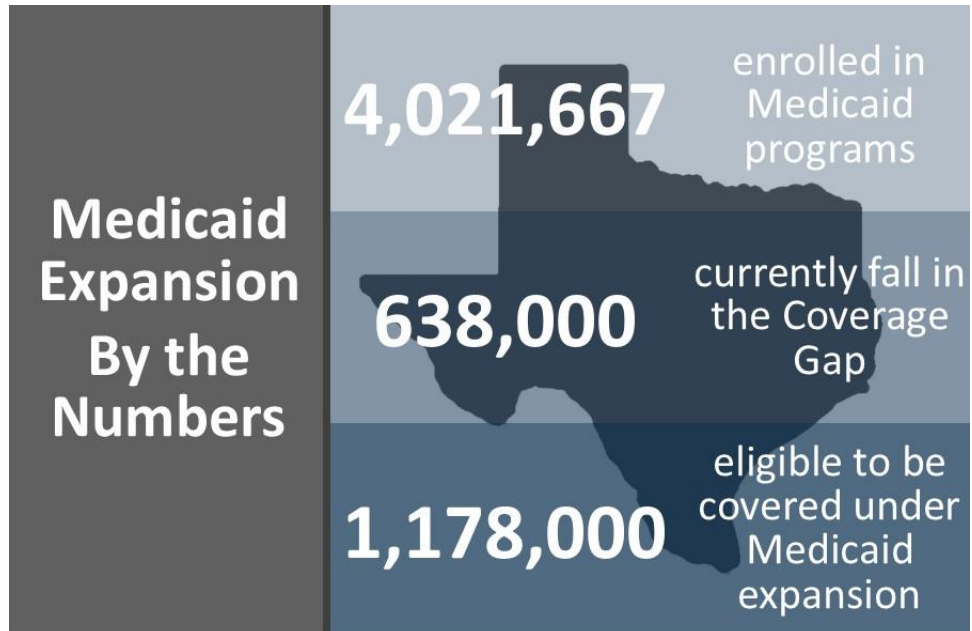 Medicaid
Expansion
By the
Numbers
4,021,667
enrolled in
Medicaid
programs
638,000
currently fall in
the Coverage
Gap
1,178,000
eligible to be
covered under
Medicaid
expansion